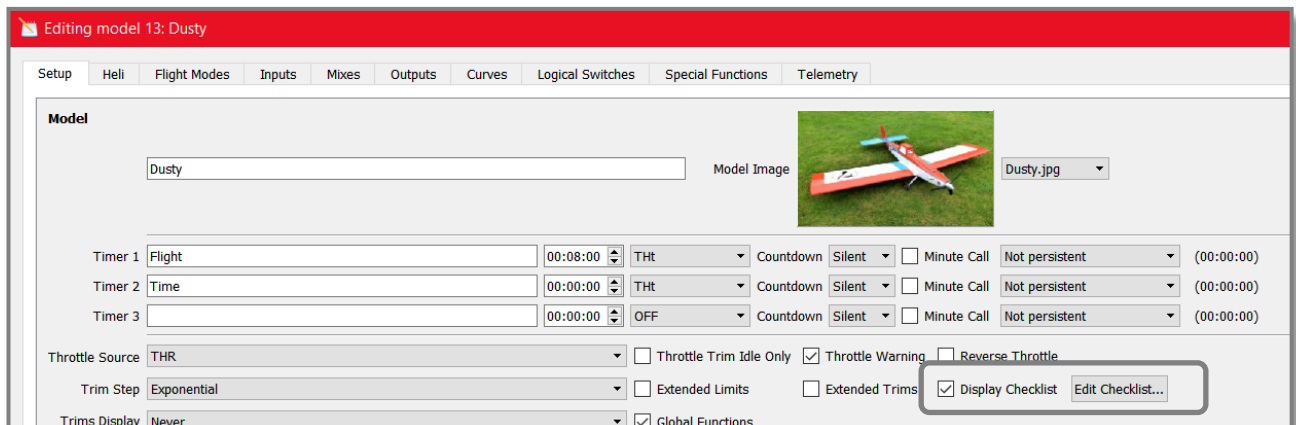 Editing model 13: Dusty
Setup Heli Flight Modes Inputs Mixes Outputs Curves Logical Switches Special Functions Telemetry
Model
Dusty Model Image Dusty.jpg
Timer 1 Flight 00:08:00 THt Countdown Silent Minute Call Not persistent (00:00:00)
Timer 2 Time 00:00:00 THt Countdown Silent Minute Call Not persistent (00:00:00)
Timer 3 00:00:00 OFF Countdown Silent Minute Call Not persistent (00:00:00)
Throttle Source THR Throttle Trim Idle Only Throttle Warning Reverse Throttle
Trim Step Exponential Extended Limits Extended Trims Display Checklist Edit Checklist...
Trims Display Never Global Functions